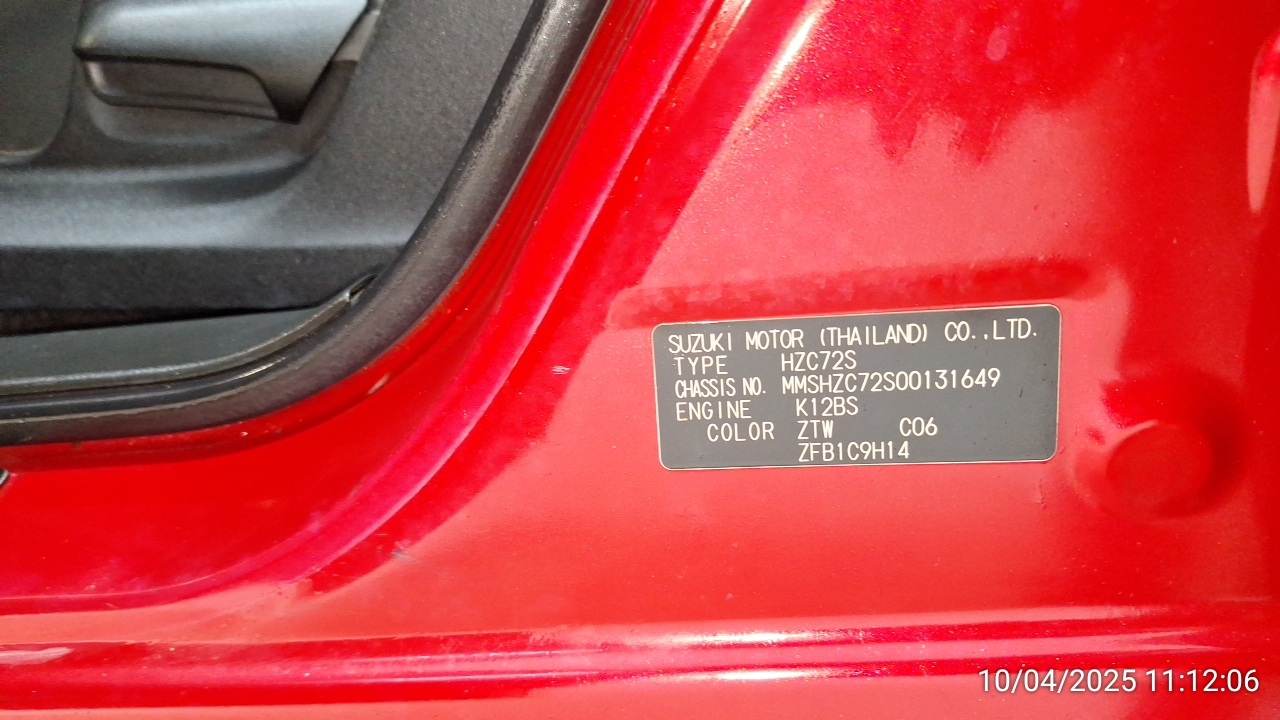 SUZUKI MOTOR (THAILAND) CO.,LTD.
TYPE HZC72S
CHASSIS NO. MMSHZC72S00131649
ENGINE K12BS
COLOR ZTW C06
ZFB1C9H14
10/04/2025 11:12:06